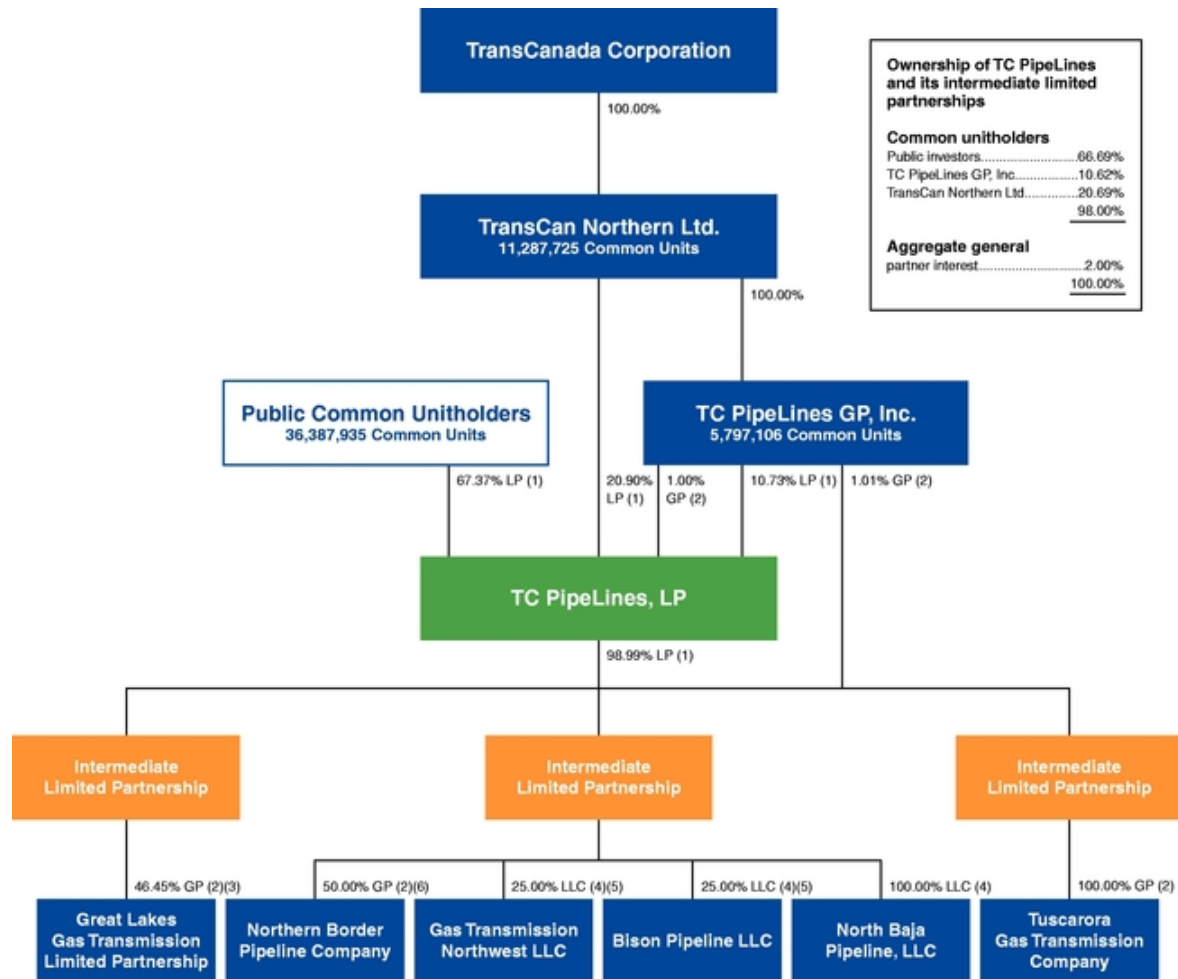 TransCanada Corporation
Ownership of TC PipeLines
and its intermediate limited
partnerships
Common unitholders
Public investors............................66.69%
TC PipeLines GP, Inc..................10.62%
TransCan Northern Ltd..............20.69%
98.00%
Aggregate general
partner interest...........................2.00%
100.00%
100.00%
TransCan Northern Ltd.
11,287,725 Common Units
100.00%
Public Common Unitholders
36,387,935 Common Units
TC PipeLines GP, Inc.
5,797,106 Common Units
67.37% LP (1)
20.90%
LP (1)
1.00%
GP (2)
10.73% LP (1)
1.01% GP (2)
TC PipeLines, LP
98.99% LP (1)
Intermediate
Limited Partnership
Intermediate
Limited Partnership
Intermediate
Limited Partnership
46.45% GP (2)(3)
50.00% GP (2)(6)
25.00% LLC (4)(5)
25.00% LLC (4)(5)
100.00% LLC (4)
100.00% GP (2)
Great Lakes
Gas Transmission
Limited Partnership
Northern Border
Pipeline Company
Gas Transmission
Northwest LLC
Bison Pipeline LLC
North Baja
Pipeline, LLC
Tuscarora
Gas Transmission
Company